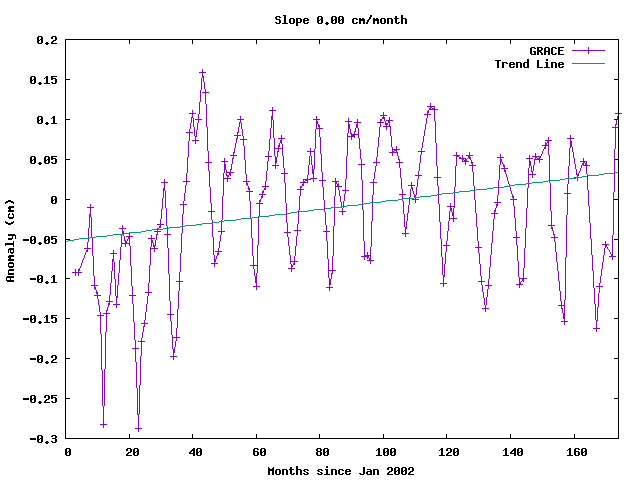 Slope 0.00 cm/month
0.2
GRACE
Trend Line
0.15
0.1
0.05
0
-0.05
-0.1
-0.15
-0.2
-0.25
-0.3
Anomaly (cm)
0 20 40 60 80 100 120 140 160
Months since Jan 2002